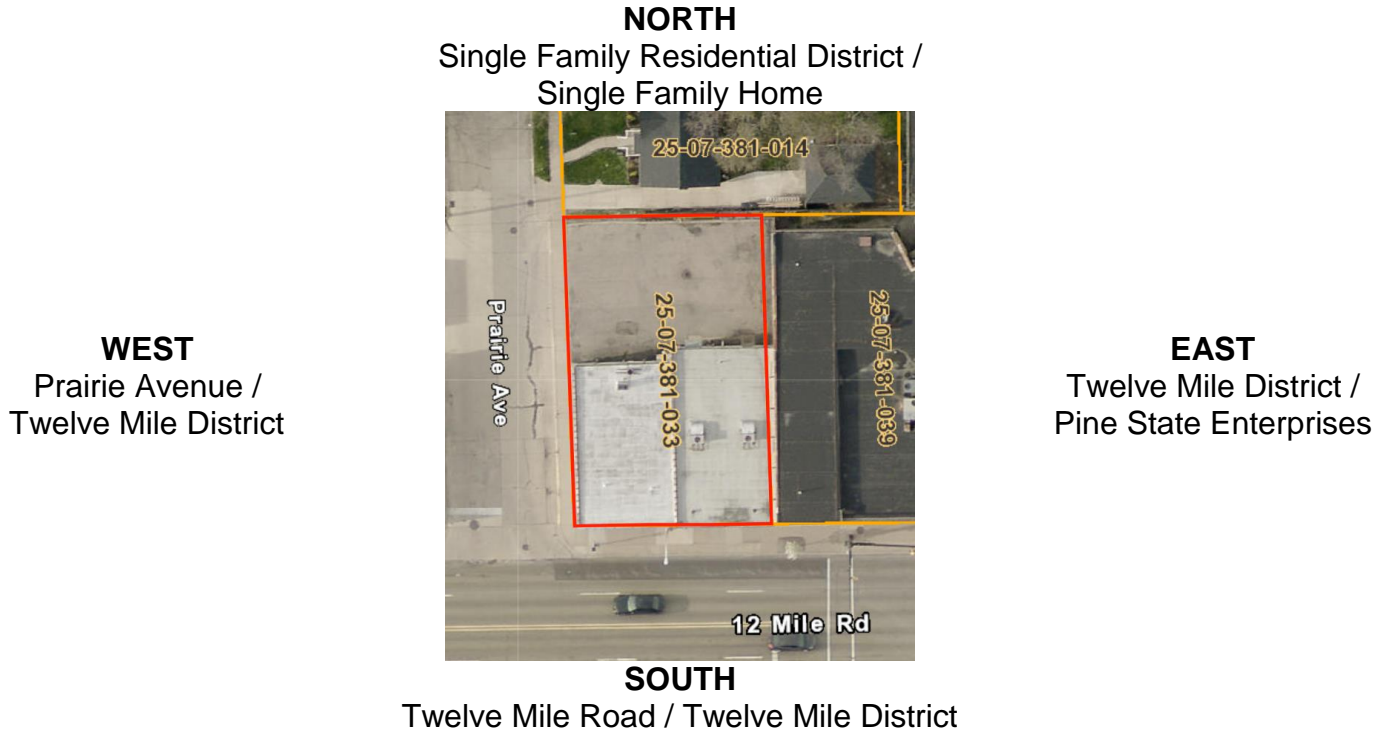 NORTH
Single Family Residential District /
Single Family Home
25-07-381-014
WEST
Prairie Avenue /
Twelve Mile District
Prairie Ave
25-07-381-033
25-07-381-039
EAST
Twelve Mile District /
Pine State Enterprises
12 Mile Rd
SOUTH
Twelve Mile Road / Twelve Mile District